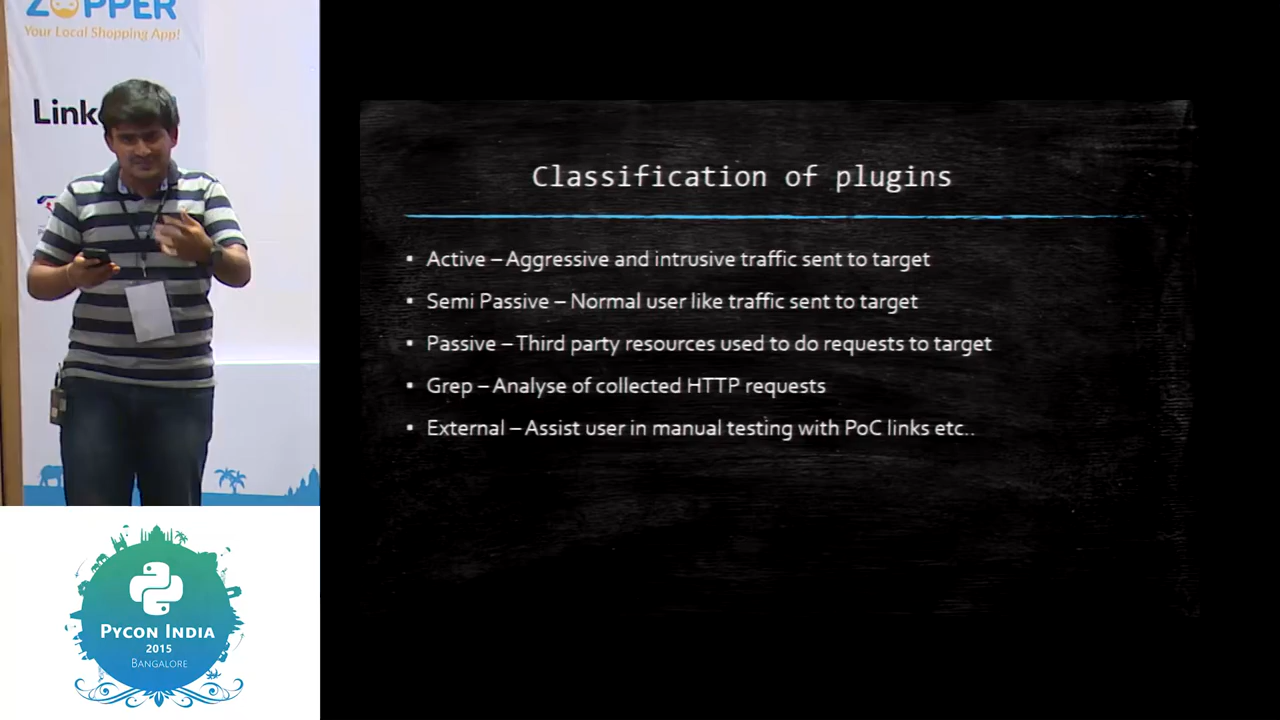 ZOPPER
Your Local Shopping App!
Link
Classification of plugins
▪ Active – Aggressive and intrusive traffic sent to target
▪ Semi Passive – Normal user like traffic sent to target
▪ Passive – Third party resources used to do requests to target
▪ Grep – Analyse of collected HTTP requests
▪ External – Assist user in manual testing with PoC links etc..
PYCON INDIA
2015
BANGALORE